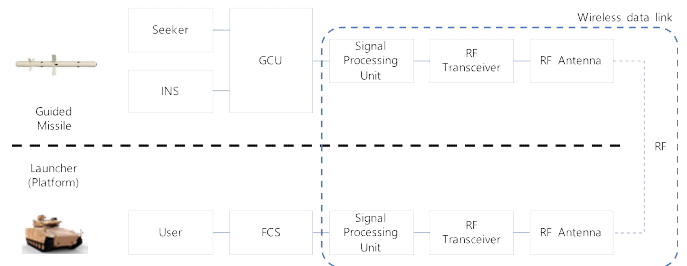 Wireless data link
Seeker
INS
GCU
Signal
Processing
Unit
RF
Transceiver
RF Antenna
Guided
Missile
RF
Launcher
(Platform)
User
FCS
Signal
Processing
Unit
RF
Transceiver
RF Antenna